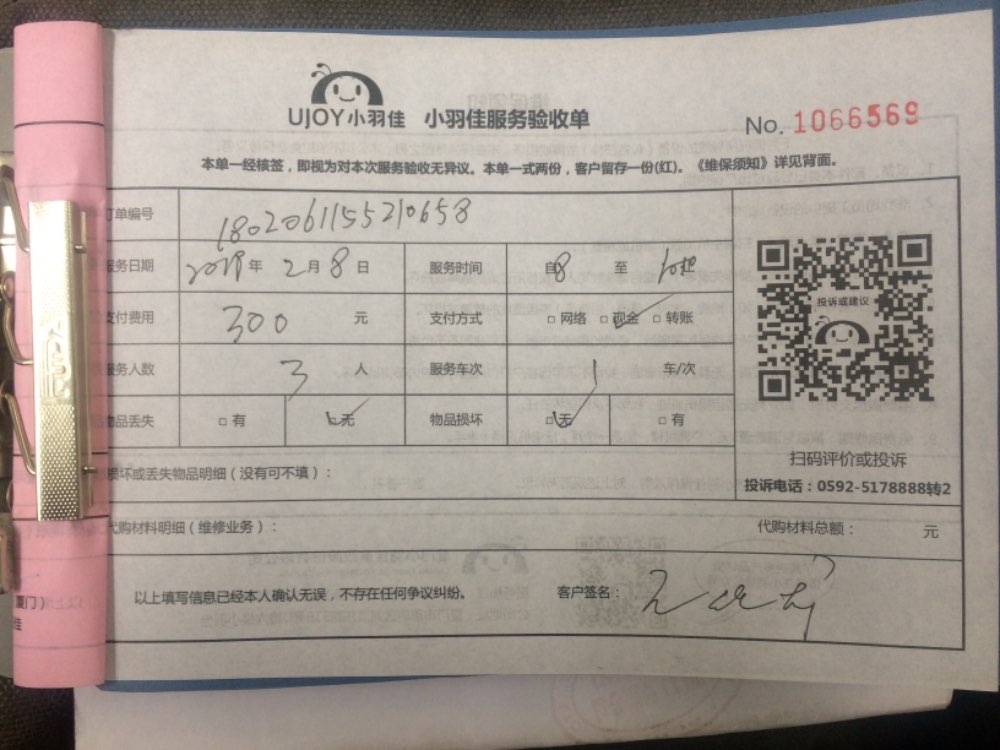 UJOY小羽佳 小羽佳服务验收单
No. 1066569
本单一经核签，即视为对本次服务验收无异议。本单一式两份，客户留存一份(红)。《维保须知》详见背面。
订单编号 1802061155210658
服务日期 2018年 2月8日 服务时间 自8 至 10
支付费用 300 元 支付方式 □网络 □现金 □转账
服务人数 3 人 服务车次 1 车/次
物品丢失 □有 □无 物品损坏 □无 □有
投诉或建议
扫码评价或投诉
投诉电话：0592-5178888转2
损坏或丢失物品明细（没有可不填）：
代购材料明细（维修业务）： 代购材料总额： 元
以上填写信息已经本人确认无误，不存在任何争议纠纷。 客户签名：
厦门）